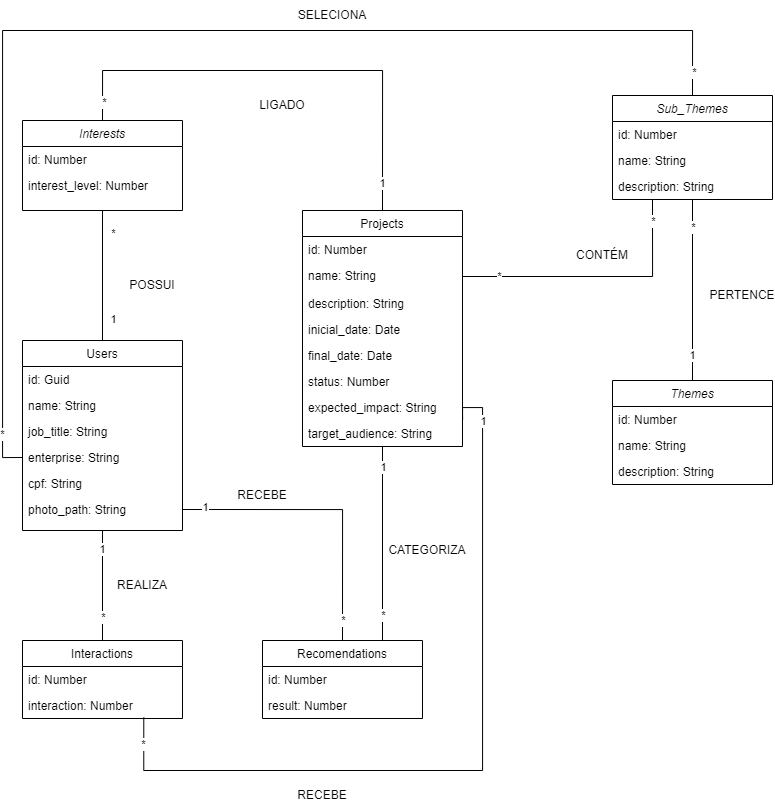 SELECIONA
*
*
LIGADO
Sub_Themes
id: Number
name: String
description: String
Interests
id: Number
interest_level: Number
1
*
*
*
Projects
id: Number
name: String
description: String
inicial_date: Date
final_date: Date
status: Number
expected_impact: String
target_audience: String
*
CONTÉM
POSSUI
PERTENCE
1
1
Users
id: Guid
name: String
job_title: String
enterprise: String
cpf: String
photo_path: String
*
Themes
id: Number
name: String
description: String
1
1
RECEBE
1
1
CATEGORIZA
REALIZA
*
*
*
Interactions
id: Number
interaction: Number
Recomendations
id: Number
result: Number
*
RECEBE